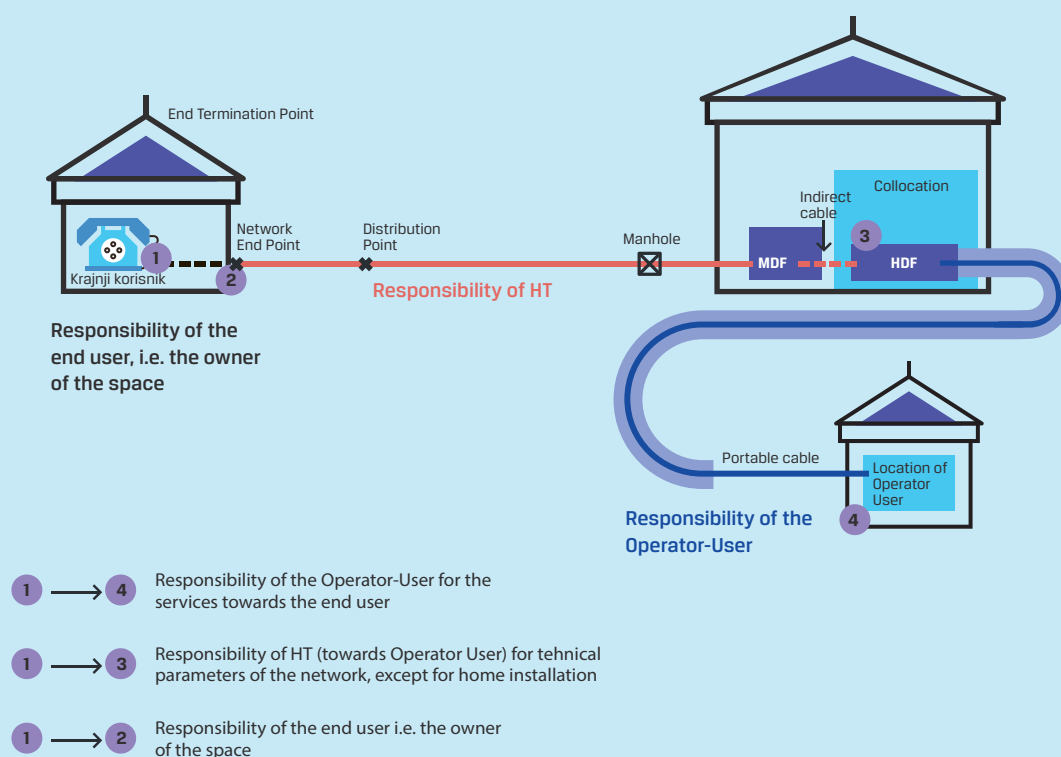 End Termination Point
Network
End Point
Distribution
Point
Manhole
Indirect
cable
Collocation
3
MDF
HDF
1
2
Krajnji korisnik
Responsibility of HT
Responsibility of the
end user, i.e. the owner
of the space
Portable cable
Location of
Operator
User
4
Responsibility of the
Operator-User
1 4 Responsibility of the Operator-User for the
services towards the end user
1 3 Responsibility of HT (towards Operator User) for tehnical
parameters of the network, except for home installation
1 2 Responsibility of the end user i.e. the owner
of the space